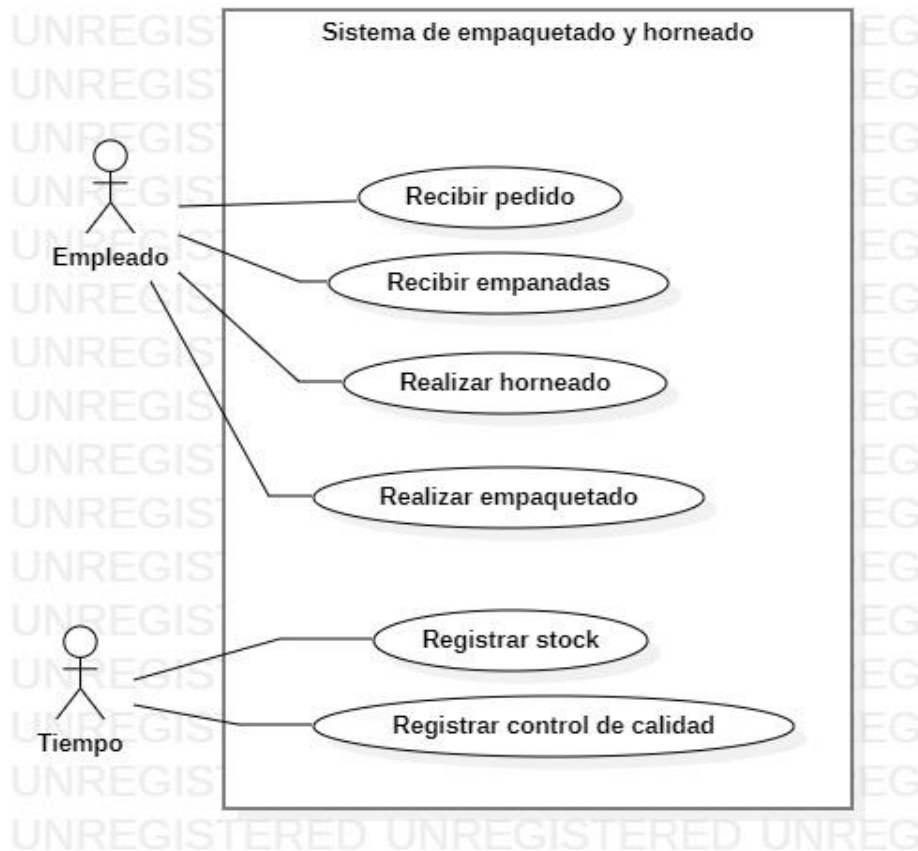 Sistema de empaquetado y horneado
Recibir pedido
Empleado
Recibir empanadas
Realizar horneado
Realizar empaquetado
Registrar stock
Registrar control de calidad
Tiempo
UNREGISTERED UNREGISTERED UNREG